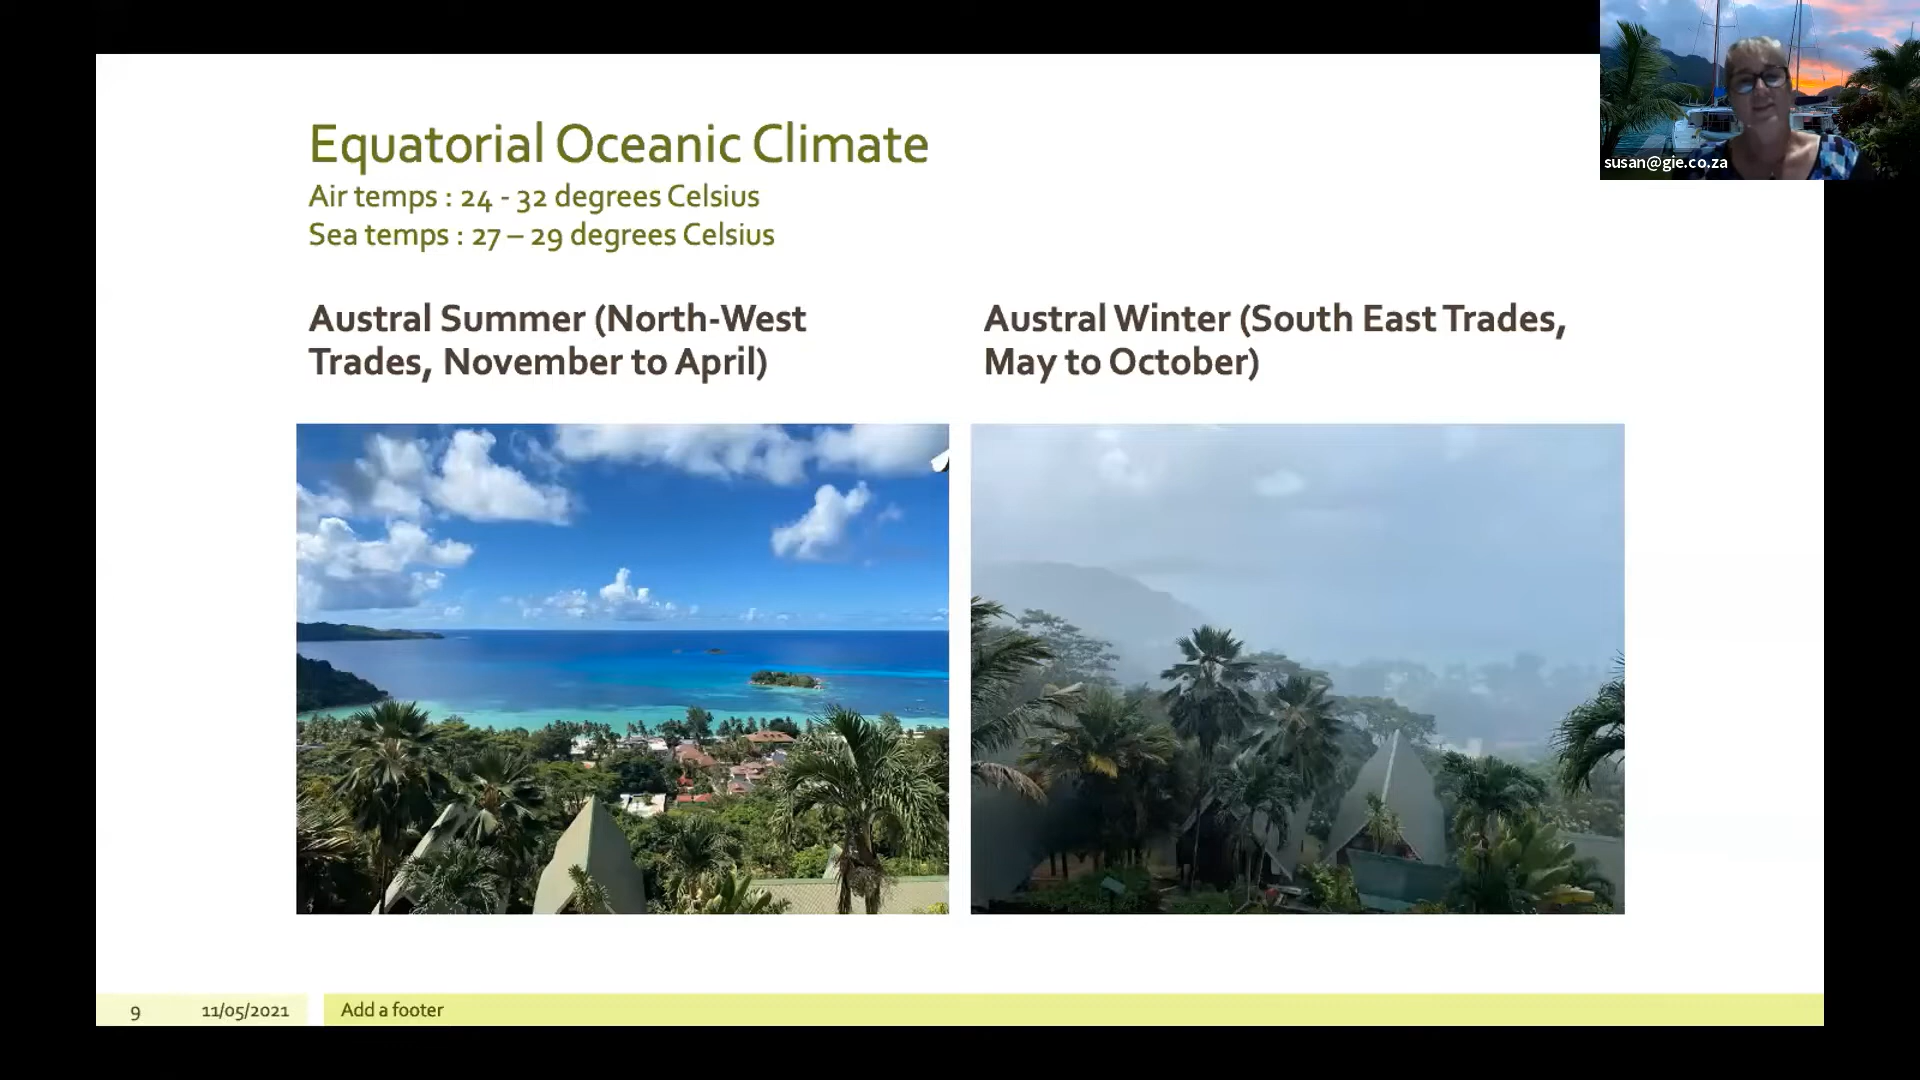 susan@gie.co.za
Equatorial Oceanic Climate
Air temps : 24 - 32 degrees Celsius
Sea temps : 27 – 29 degrees Celsius
Austral Summer (North-West
Trades, November to April)
Austral Winter (South East Trades,
May to October)
9
11/05/2021
Add a footer